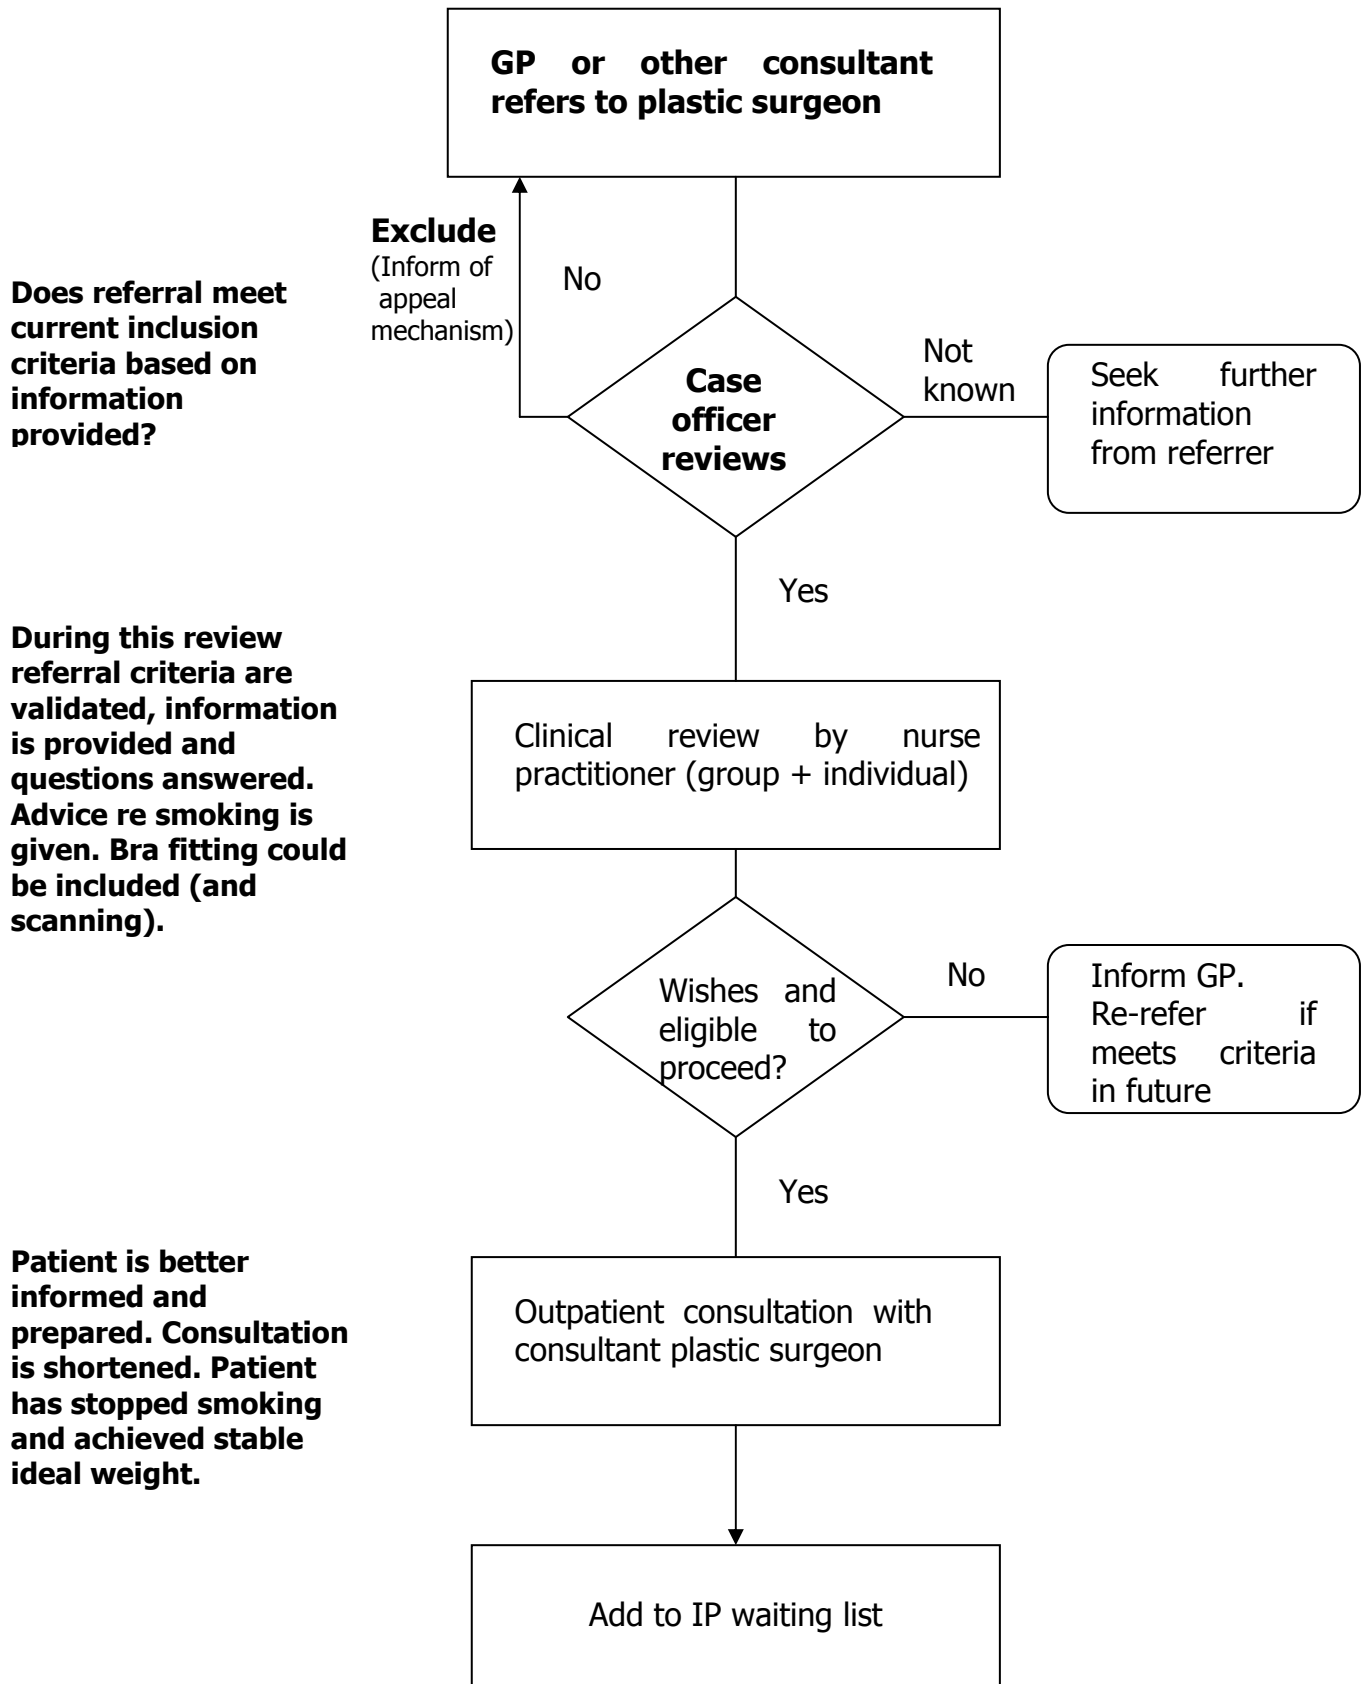 GP or other consultant
refers to plastic surgeon
Exclude
(Inform of
appeal
mechanism)
No
Does referral meet
current inclusion
criteria based on
information
provided?
Case
officer
reviews
Not
known
Seek further
information
from referrer
Yes
During this review
referral criteria are
validated, information
is provided and
questions answered.
Advice re smoking is
given. Bra fitting could
be included (and
scanning).
Clinical review by nurse
practitioner (group + individual)
Wishes and
eligible to
proceed?
No
Inform GP.
Re-refer if
meets criteria
in future
Yes
Patient is better
informed and
prepared. Consultation
is shortened. Patient
has stopped smoking
and achieved stable
ideal weight.
Outpatient consultation with
consultant plastic surgeon
Add to IP waiting list